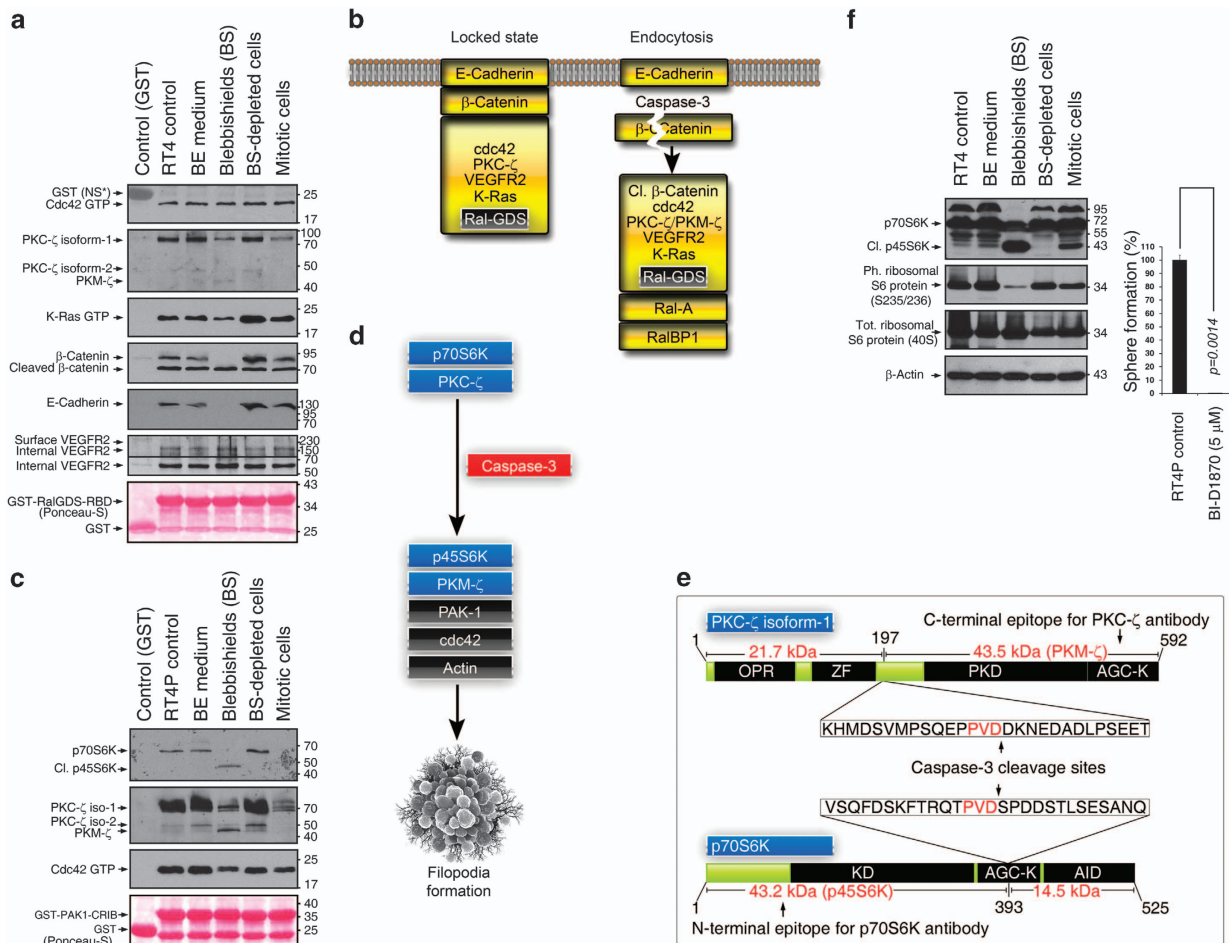 a
Control (GST)
RT4 control
BE medium
Blebbishields (BS)
BS-depleted cells
Mitotic cells
GST (NS*)
Cdc42 GTP
25
17
PKC-ζ isoform-1
PKC-ζ isoform-2
PKM-ζ
100
70
50
40
K-Ras GTP
25
17
β-Catenin
Cleaved β-catenin
95
70
E-Cadherin
130
95
70
Surface VEGFR2
Internal VEGFR2
Internal VEGFR2
230
150
70
50
GST-RalGDS-RBD
(Ponceau-S)
GST
43
34
25
b
Locked state
Endocytosis
E-Cadherin
β-Catenin
cdc42
PKC-ζ
VEGFR2
K-Ras
Ral-GDS
E-Cadherin
Caspase-3
β-CCatenin
Cl. β-Catenin
cdc42
PKC-ζ/PKM-ζ
VEGFR2
K-Ras
Ral-GDS
Ral-A
RalBP1
c
Control (GST)
RT4P control
BE medium
Blebbishields (BS)
BS-depleted cells
Mitotic cells
p70S6K
Cl. p45S6K
70
50
40
PKC-ζ iso-1
PKC-ζ iso-2
PKM-ζ
70
50
40
Cdc42 GTP
25
17
GST-PAK1-CRIB
GST
(Ponceau-S)
40
35
25
d
p70S6K
PKC-ζ
Caspase-3
p45S6K
PKM-ζ
PAK-1
cdc42
Actin
Filopodia
formation
f
RT4 control
BE medium
Blebbishields (BS)
BS-depleted cells
Mitotic cells
p70S6K
Cl. p45S6K
95
72
55
43
Ph. ribosomal
S6 protein
(S235/236)
34
Tot. ribosomal
S6 protein (40S)
34
β-Actin
43
Sphere formation (%)
110
100
90
80
70
60
50
40
30
20
10
0
p=0.0014
RT4P control
BI-D1870 (5 μM)
e
PKC-ζ isoform-1
C-terminal epitope for PKC-ζ antibody
1
197
592
21.7 kDa
43.5 kDa (PKM-ζ)
OPR
ZF
PKD
AGC-K
KHMDSVMPSQEPPVDDKNEDADLPSEET
Caspase-3 cleavage sites
VSQFDSKFTRQTPVDSPDDSTLSESANQ
p70S6K
KD
AGC-K
AID
43.2 kDa (p45S6K)
14.5 kDa
1
393
525
N-terminal epitope for p70S6K antibody